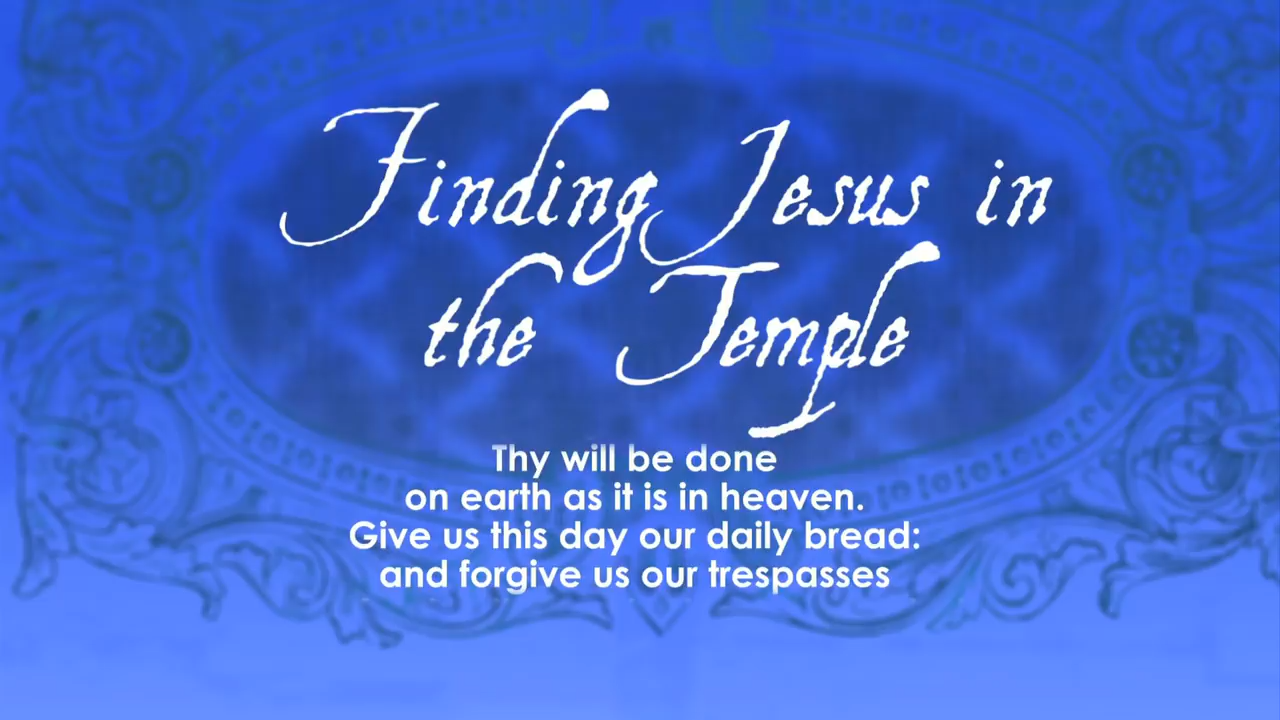 Finding Jesus in
the Temple
Thy will be done
on earth as it is in heaven.
Give us this day our daily bread:
and forgive us our trespasses